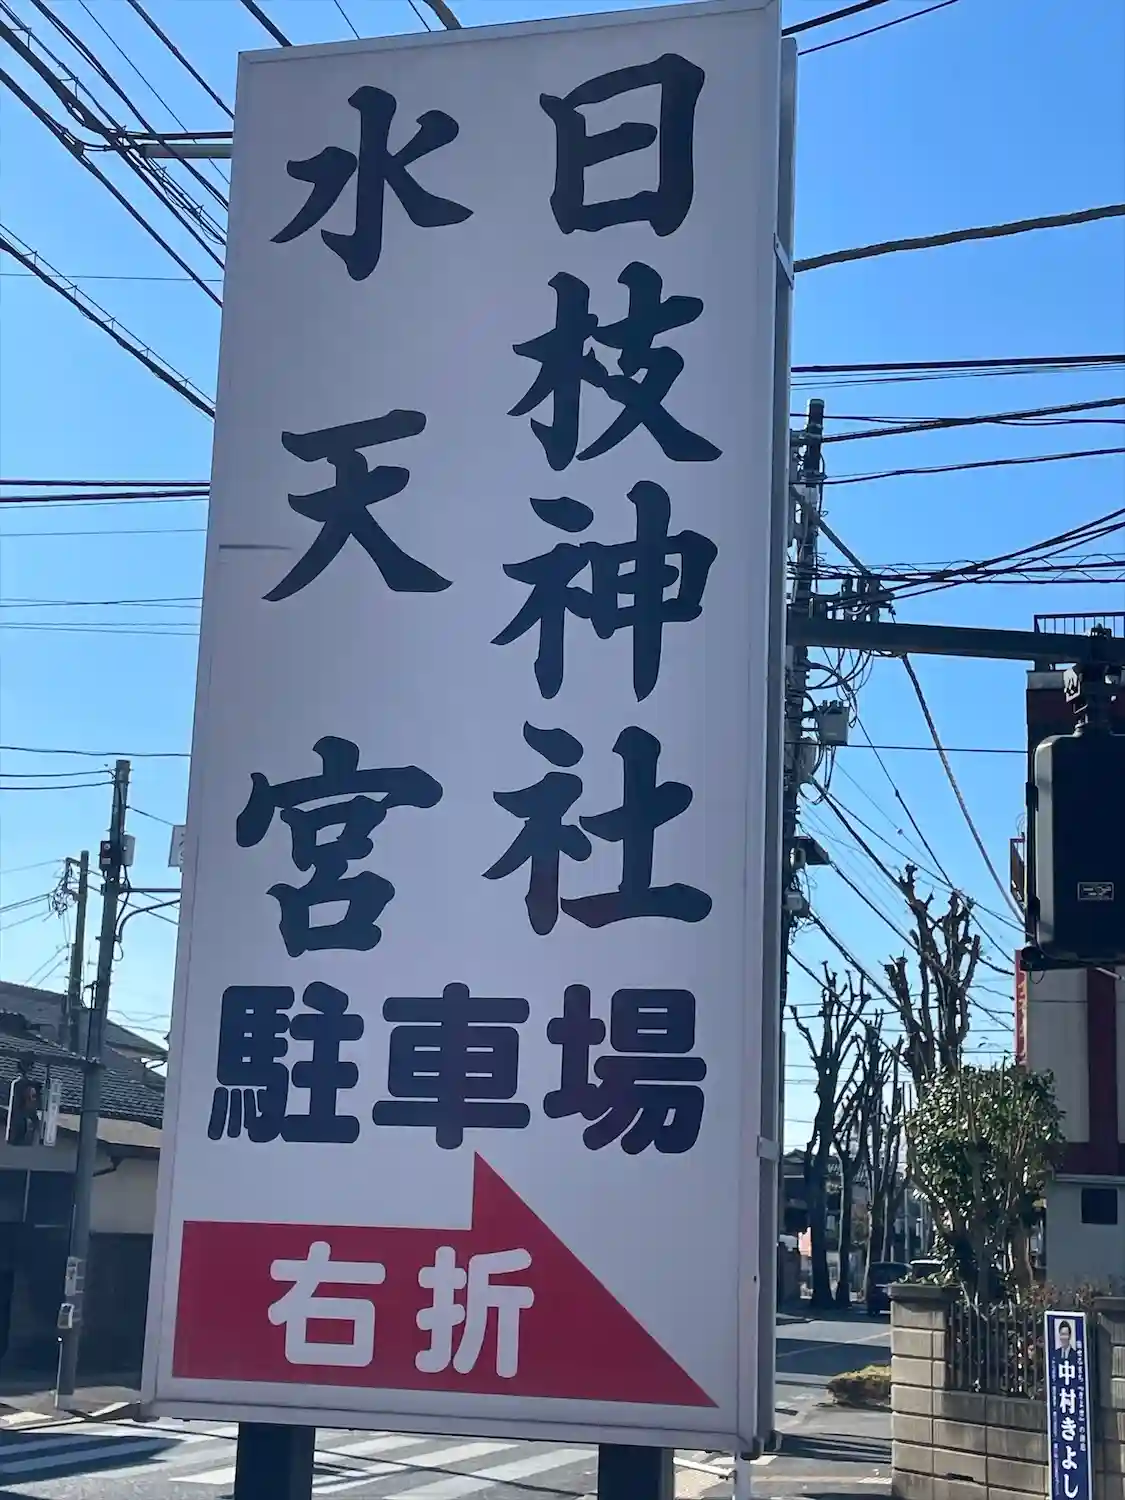 日枝神社
水天宮
駐車場
右折
中村きよし